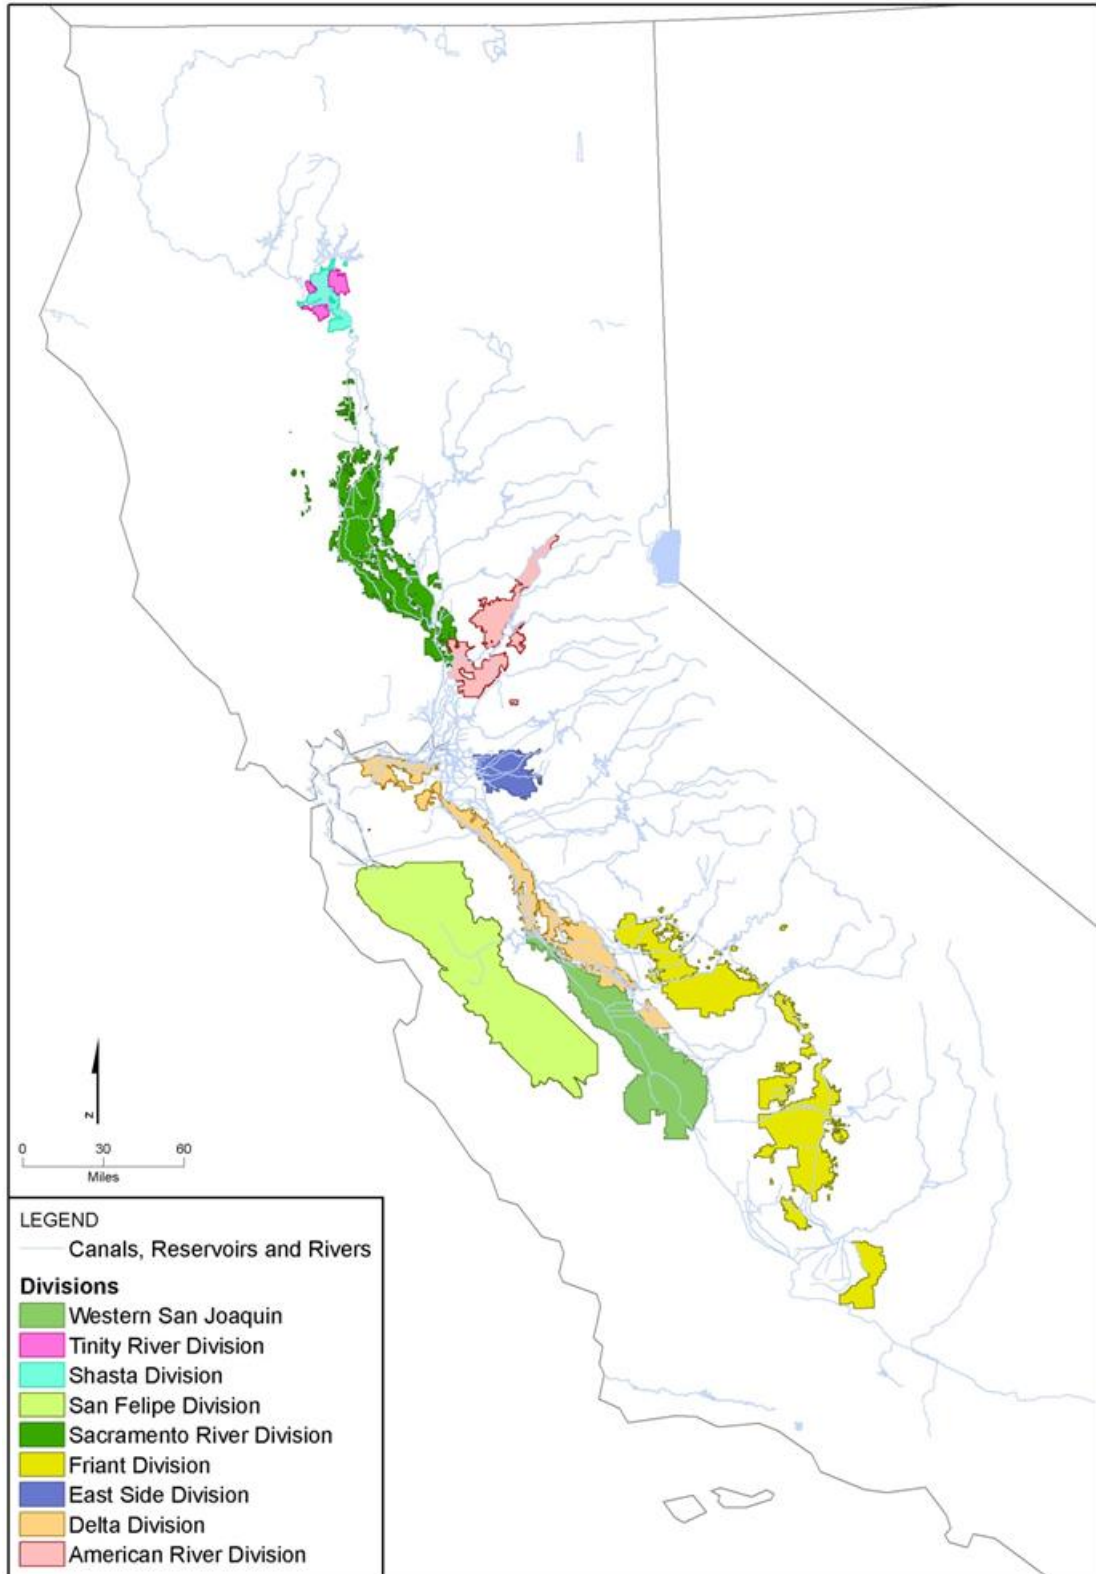 N
0 30 60
Miles
LEGEND
Canals, Reservoirs and Rivers
Divisions
Western San Joaquin
Tinity River Division
Shasta Division
San Felipe Division
Sacramento River Division
Friant Division
East Side Division
Delta Division
American River Division